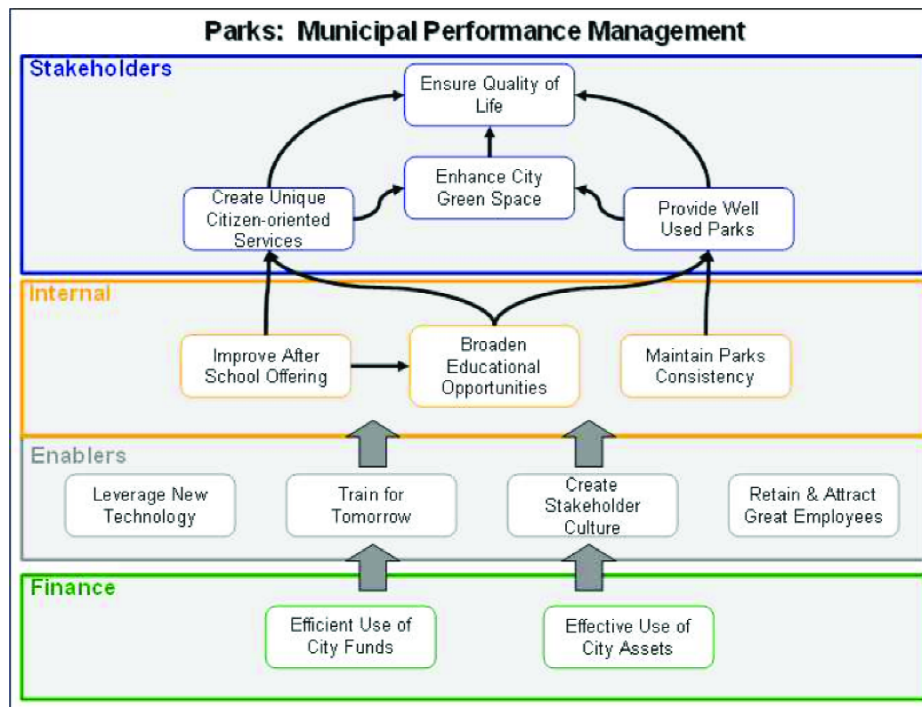 Parks: Municipal Performance Management
Stakeholders
Ensure Quality of
Life
Enhance City
Green Space
Create Unique
Citizen-oriented
Services
Provide Well
Used Parks
Internal
Improve After
School Offering
Broaden
Educational
Opportunities
Maintain Parks
Consistency
Enablers
Leverage New
Technology
Train for
Tomorrow
Create
Stakeholder
Culture
Retain & Attract
Great Employees
Finance
Efficient Use of
City Funds
Effective Use of
City Assets